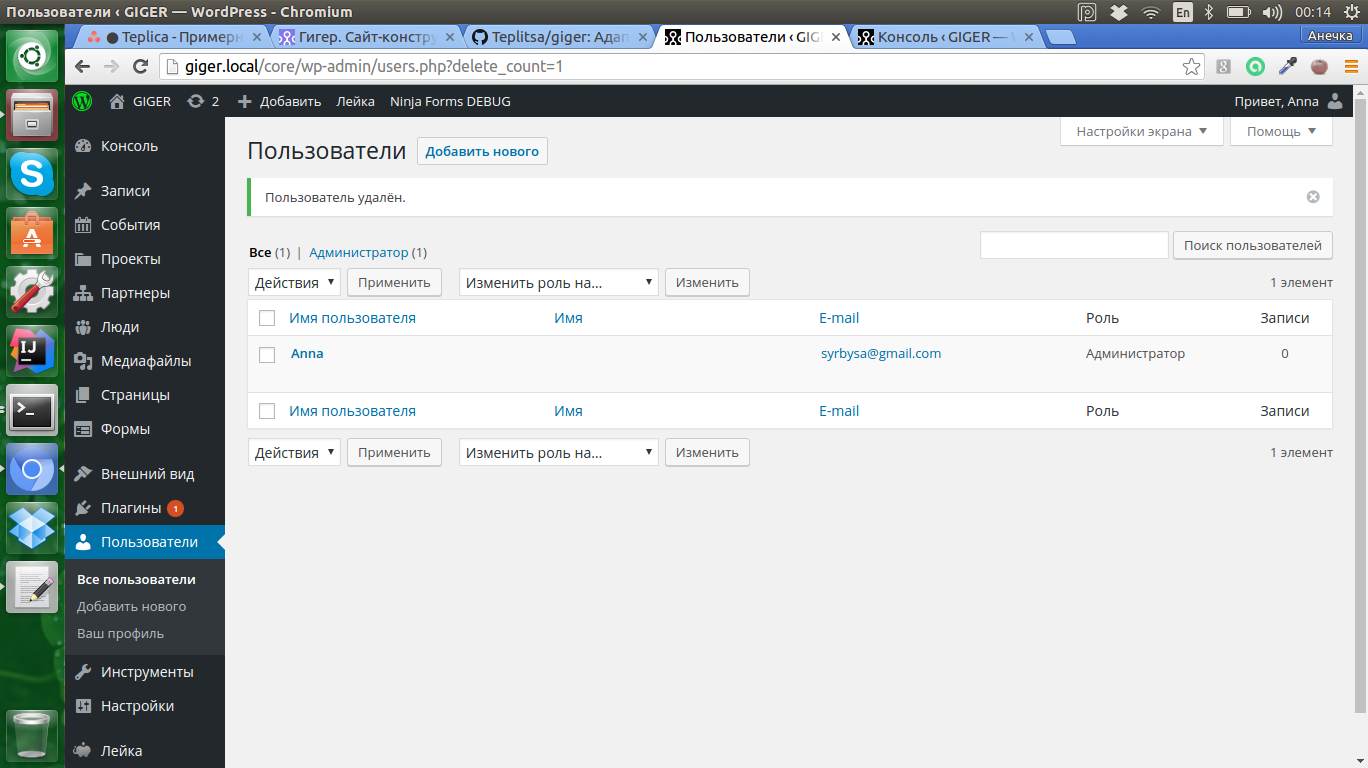 Пользователи ‹ GIGER — WordPress - Chromium
En
00:14
Teplica - Пример
Гигер. Сайт-констру
Teplitsa/giger: Адап
Пользователи ‹ GIG
Консоль ‹ GIGER —
Анечка
giger.local/core/wp-admin/users.php?delete_count=1
GIGER
2
Добавить
Лейка
Ninja Forms DEBUG
Привет, Anna
Консоль
Записи
События
Проекты
Партнеры
Люди
Медиафайлы
Страницы
Формы
Внешний вид
Плагины 1
Пользователи
Все пользователи
Добавить нового
Ваш профиль
Инструменты
Настройки
Лейка
Настройки экрана
Помощь
Пользователи
Добавить нового
Пользователь удалён.
Все (1) | Администратор (1)
Поиск пользователей
Действия
Применить
Изменить роль на...
Изменить
1 элемент
Имя пользователя Имя E-mail Роль Записи
Anna syrbysa@gmail.com Администратор 0
Имя пользователя Имя E-mail Роль Записи
Действия
Применить
Изменить роль на...
Изменить
1 элемент